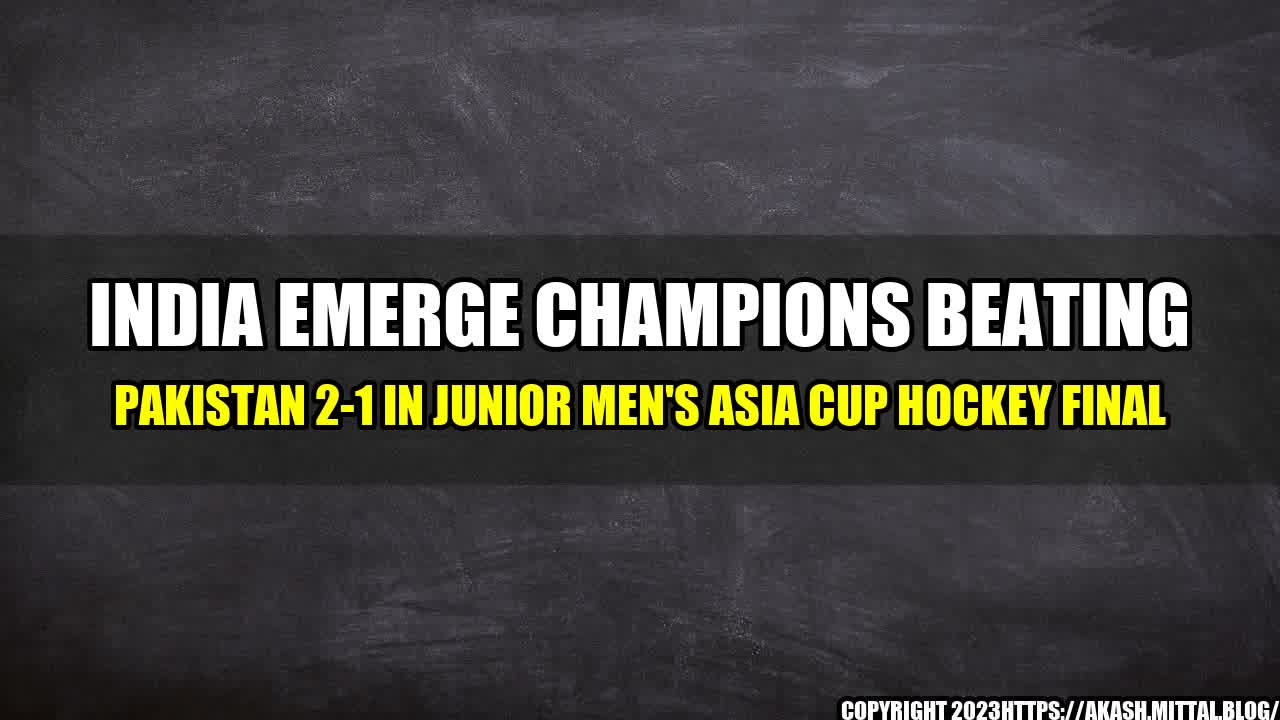 INDIA EMERGE CHAMPIONS BEATING
PAKISTAN 2-1 IN JUNIOR MEN'S ASIA CUP HOCKEY FINAL
COPYRIGHT 2023HTTPS://AKASH.MITTAL.BLOG/